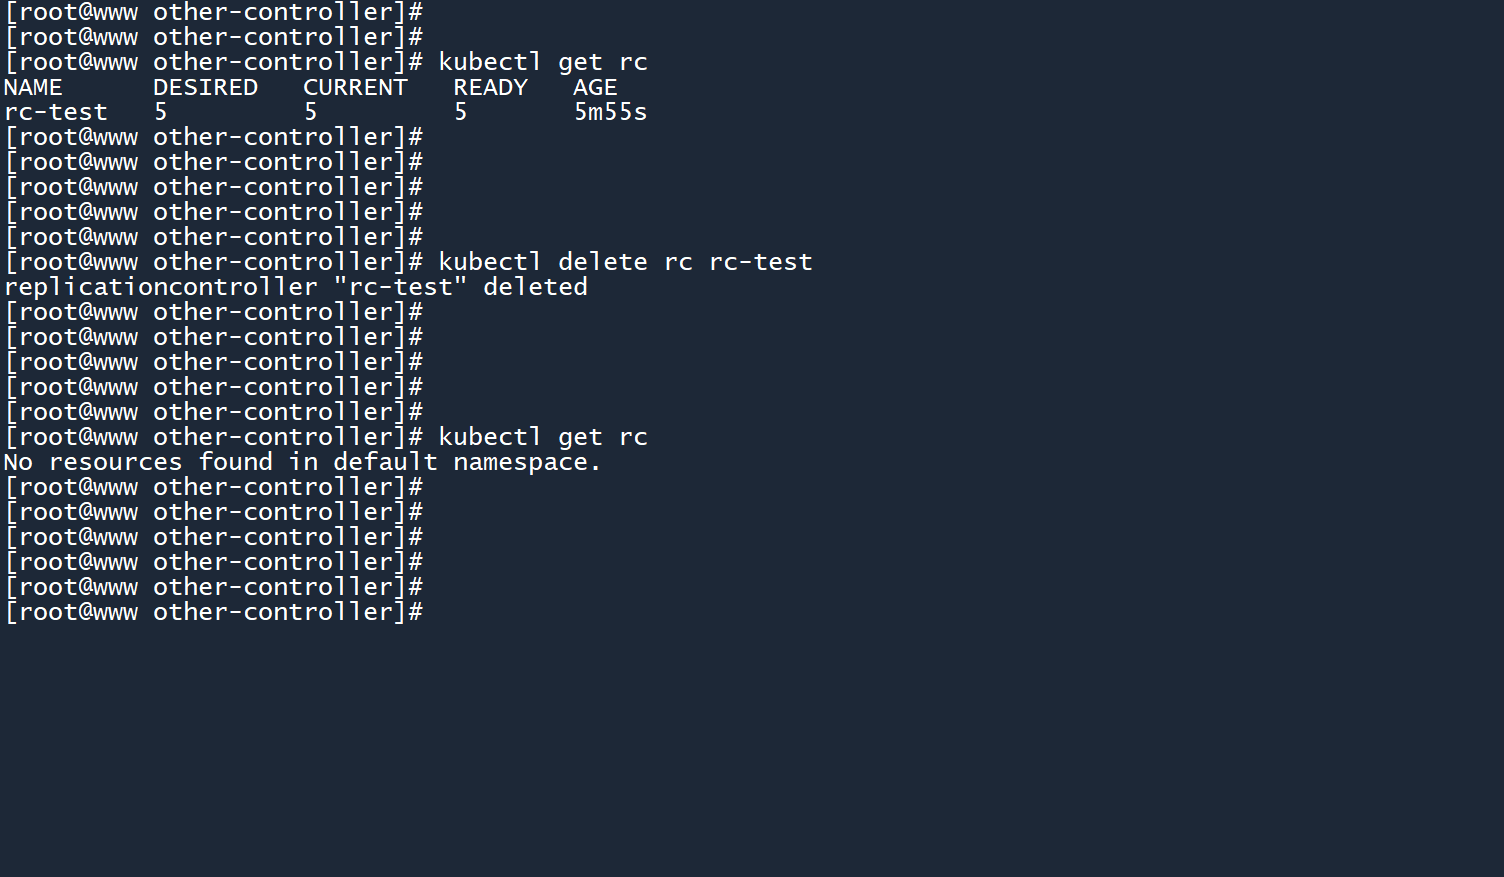 [root@www other-controller]#
[root@www other-controller]#
[root@www other-controller]# kubectl get rc
NAME      DESIRED   CURRENT   READY   AGE
rc-test   5         5         5       5m55s
[root@www other-controller]#
[root@www other-controller]#
[root@www other-controller]#
[root@www other-controller]#
[root@www other-controller]#
[root@www other-controller]# kubectl delete rc rc-test
replicationcontroller "rc-test" deleted
[root@www other-controller]#
[root@www other-controller]#
[root@www other-controller]#
[root@www other-controller]#
[root@www other-controller]#
[root@www other-controller]# kubectl get rc
No resources found in default namespace.
[root@www other-controller]#
[root@www other-controller]#
[root@www other-controller]#
[root@www other-controller]#
[root@www other-controller]#
[root@www other-controller]#